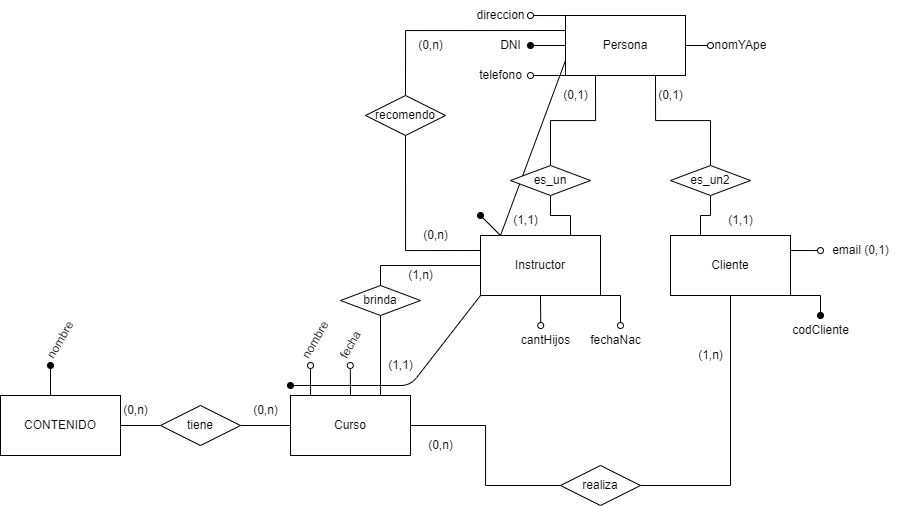 direccion
(0,n)
DNI
Persona
nomYApe
telefono
(0,1)
(0,1)
recomendo
es_un
es_un2
(0,n)
(1,1)
(1,1)
Instructor
Cliente
email (0,1)
(1,n)
brinda
cantHijos
fechaNac
codCliente
nombre
nombre
fecha
(1,1)
(1,n)
(0,n)
(0,n)
CONTENIDO
tiene
Curso
(0,n)
realiza